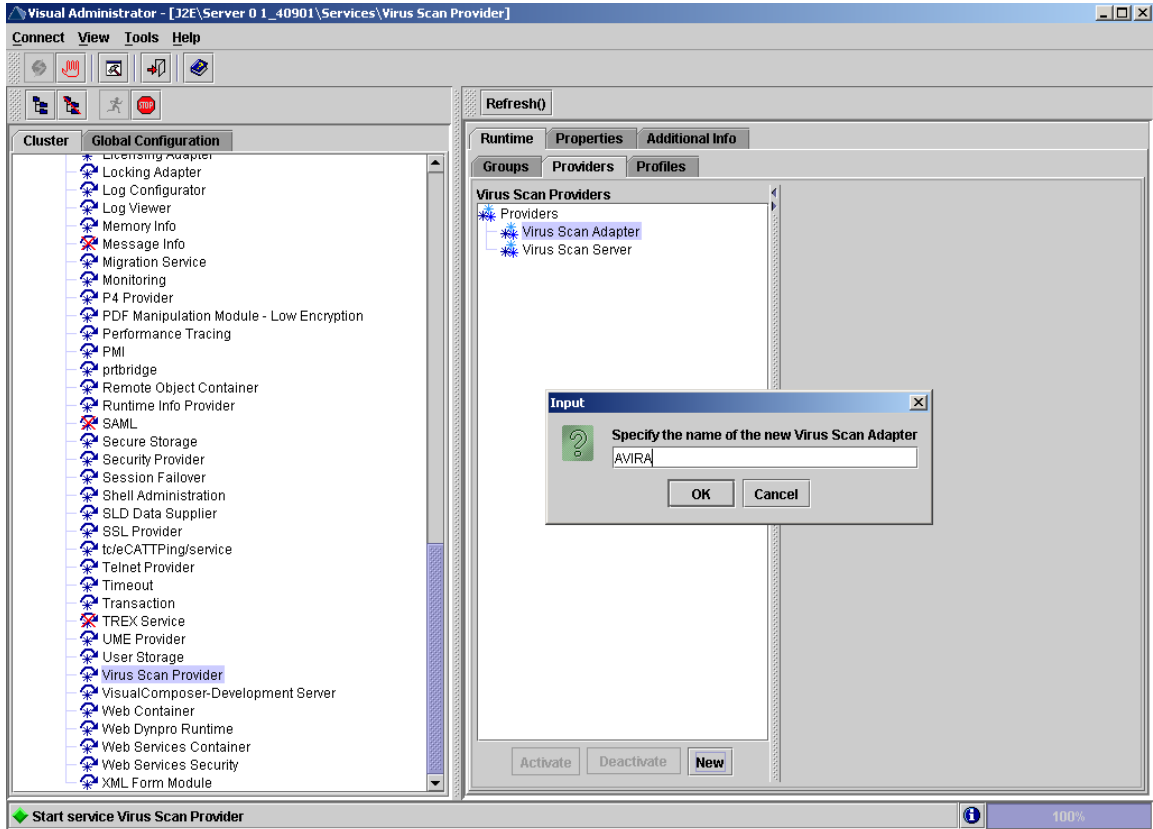 Visual Administrator - [J2E\Server 0 1_40901\Services\Virus Scan Provider]
Connect View Tools Help
Refresh()
Cluster Global Configuration
Runtime Properties Additional Info
Groups Providers Profiles
Licensing Adapter
Locking Adapter
Log Configurator
Log Viewer
Memory Info
Message Info
Migration Service
Monitoring
P4 Provider
PDF Manipulation Module - Low Encryption
Performance Tracing
PMI
prtbridge
Remote Object Container
Runtime Info Provider
SAML
Secure Storage
Security Provider
Session Failover
Shell Administration
SLD Data Supplier
SSL Provider
tc/eCATTPing/service
Telnet Provider
Timeout
Transaction
TREX Service
UME Provider
User Storage
Virus Scan Provider
VisualComposer-Development Server
Web Container
Web Dynpro Runtime
Web Services Container
Web Services Security
XML Form Module
Virus Scan Providers
Providers
Virus Scan Adapter
Virus Scan Server
Input
Specify the name of the new Virus Scan Adapter
AVIRA
OK Cancel
Activate Deactivate New
Start service Virus Scan Provider
100%